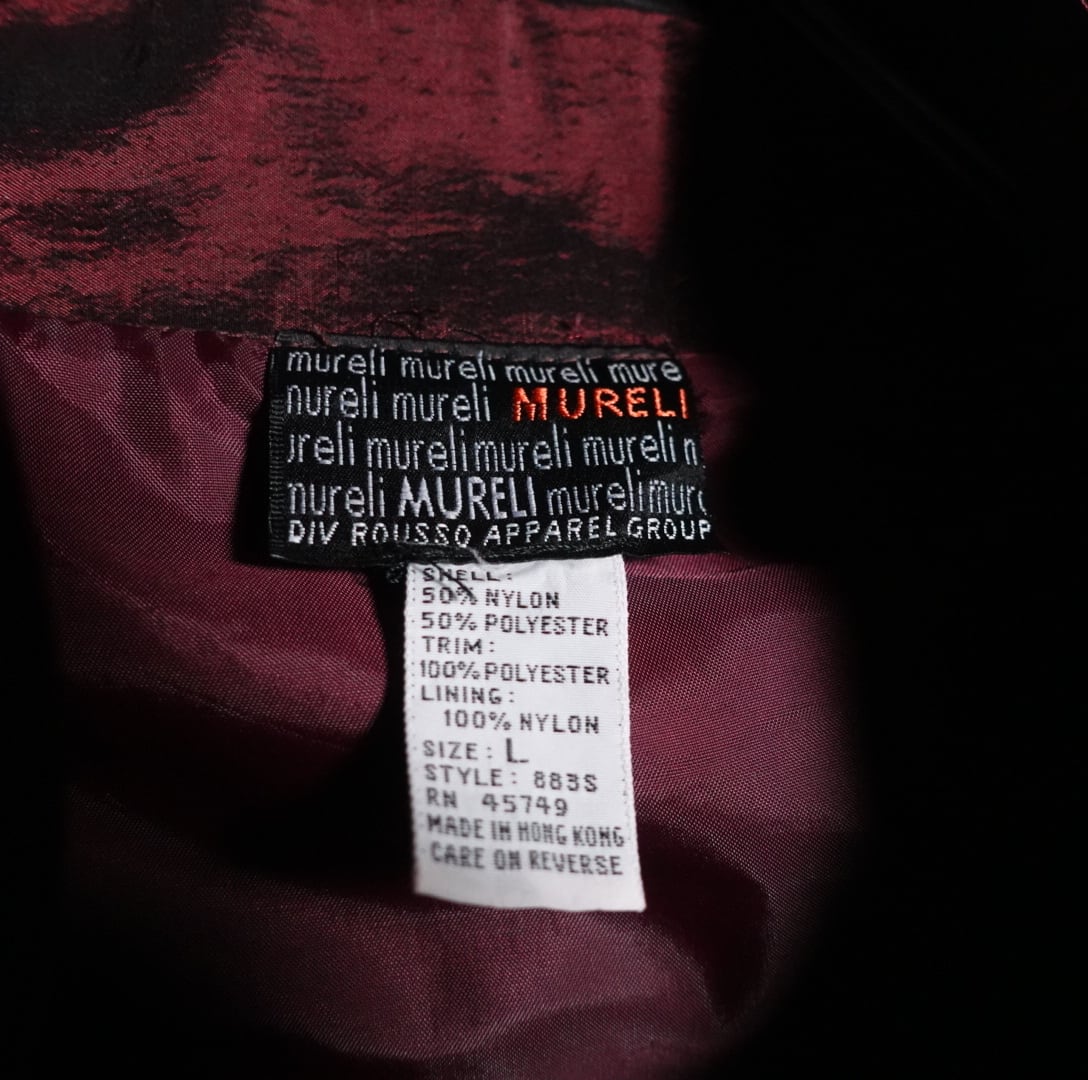 mureli mureli mureli mure
nureli mureli MURELI
ureli mureli mureli mureli n
nureli MURELI mureli murc
DIV ROUSSO APPAREL GROUP
SHELL:
50% NYLON
50% POLYESTER
TRIM:
100% POLYESTER
LINING:
100% NYLON
SIZE: L
STYLE: 883S
RN 45749
MADE IN HONG KONG
CARE ON REVERSE